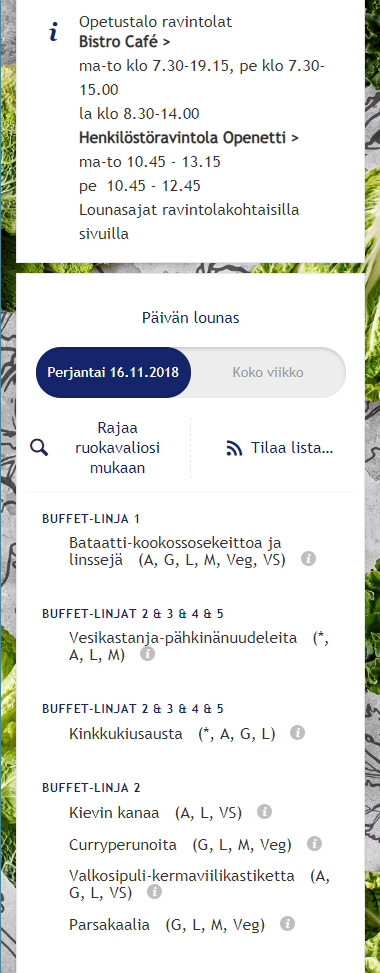 Opetustalo ravintolat
Bistro Café >
ma-to klo 7.30-19.15, pe klo 7.30-
15.00
la klo 8.30-14.00
Henkilöstöravintola Openetti >
ma-to 10.45 - 13.15
pe 10.45 - 12.45
Lounasajat ravintolakohtaisilla
sivuilla
Päivän lounas
Perjantai 16.11.2018
Koko viikko
Rajaa
ruokavaliosi
mukaan
Tilaa lista...
BUFFET-LINJA 1
Bataatti-kookossosekeittoa ja
linssejä (A, G, L, M, Veg, VS)
BUFFET-LINJAT 2 & 3 & 4 & 5
Vesikastanja-pähkinänuudeleita (*,
A, L, M)
BUFFET-LINJAT 2 & 3 & 4 & 5
Kinkkukiusausta (*, A, G, L)
BUFFET-LINJA 2
Kievin kanaa (A, L, VS)
Curryperunoita (G, L, M, Veg)
Valkosipuli-kermaviilikastiketta (A,
G, L, VS)
Parsakaalia (G, L, M, Veg)